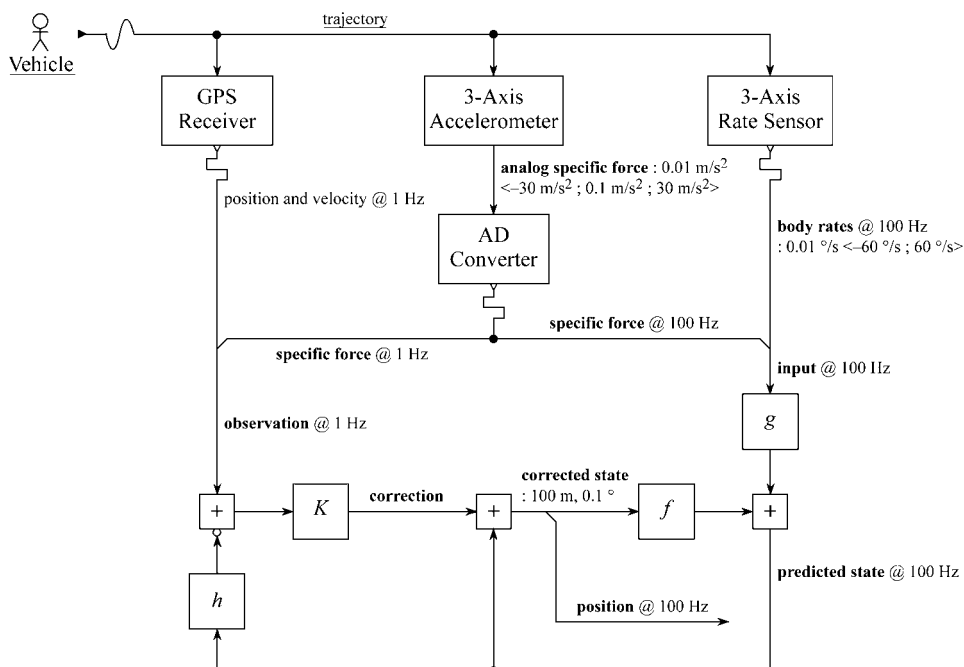 trajectory
Vehicle
GPS
Receiver
3-Axis
Accelerometer
3-Axis
Rate Sensor
analog specific force : 0.01 m/s²
<–30 m/s² ; 0.1 m/s² ; 30 m/s²>
position and velocity @ 1 Hz
AD
Converter
body rates @ 100 Hz
: 0.01 °/s <–60 °/s ; 60 °/s>
specific force @ 100 Hz
specific force @ 1 Hz
input @ 100 Hz
g
observation @ 1 Hz
corrected state
: 100 m, 0.1 °
+
K
correction
+
f
+
predicted state @ 100 Hz
h
position @ 100 Hz